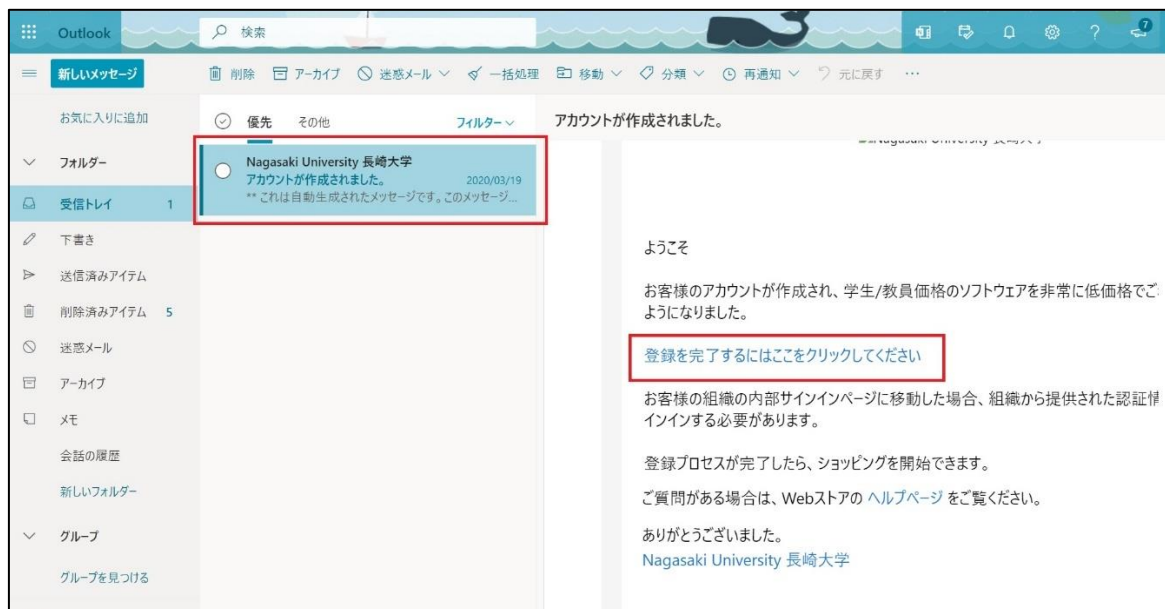 Outlook
検索
7
新しいメッセージ
削除 アーカイブ 迷惑メール 一括処理 移動 分類 再通知 元に戻す ...
お気に入りに追加
フォルダー
受信トレイ 1
下書き
送信済みアイテム
削除済みアイテム 5
迷惑メール
アーカイブ
メモ
会話の履歴
新しいフォルダー
グループ
グループを見つける
優先 その他 フィルター
Nagasaki University 長崎大学
アカウントが作成されました。 2020/03/19
** これは自動生成されたメッセージです。このメッセージ...
アカウントが作成されました。
ようこそ
お客様のアカウントが作成され、学生/教員価格のソフトウェアを非常に低価格でご
ようになりました。
登録を完了するにはここをクリックしてください
お客様の組織の内部サインインページに移動した場合、組織から提供された認証情
インインする必要があります。
登録プロセスが完了したら、ショッピングを開始できます。
ご質問がある場合は、Webストアの ヘルプページ をご覧ください。
ありがとうございました。
Nagasaki University 長崎大学